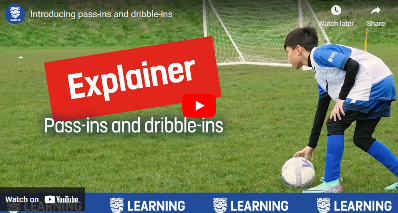 Introducing pass-ins and dribble-ins
Watch later
Share
Explainer
Pass-ins and dribble-ins
Watch on YouTube
LEARNING
LEARNING
LEARNING
LEARNING